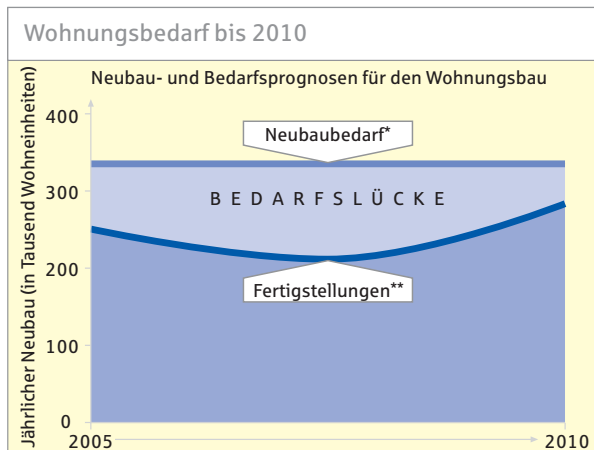 Wohnungsbedarf bis 2010
Neubau- und Bedarfsprognosen für den Wohnungsbau
Jährlicher Neubau (in Tausend Wohneinheiten)
400
Neubaubedarf*
300
BEDARFSLÜCKE
200
Fertigstellungen**
100
0
2005
2010